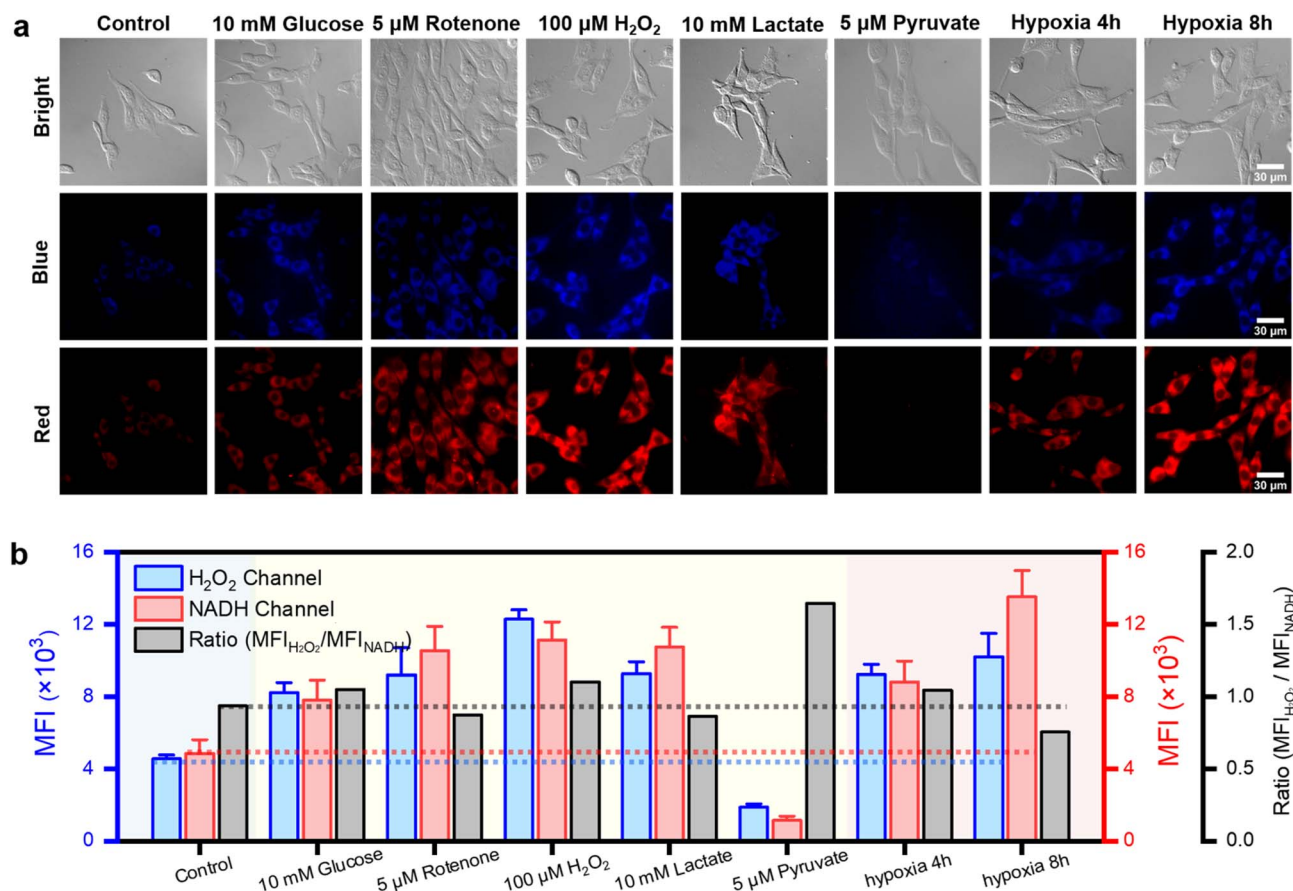 a
Control
10 mM Glucose
5 µM Rotenone
100 µM H₂O₂
10 mM Lactate
5 µM Pyruvate
Hypoxia 4h
Hypoxia 8h
Bright
30 µm
Blue
30 µm
Red
30 µm
b
16
12
8
4
0
MFI (×10³)
H₂O₂ Channel
NADH Channel
Ratio (MFI_H₂O₂/MFI_NADH)
16
12
8
4
0
MFI (×10³)
2.0
1.5
1.0
0.5
0.0
Ratio (MFI_H₂O₂ / MFI_NADH)
Control
10 mM Glucose
5 µM Rotenone
100 µM H₂O₂
10 mM Lactate
5 µM Pyruvate
hypoxia 4h
hypoxia 8h